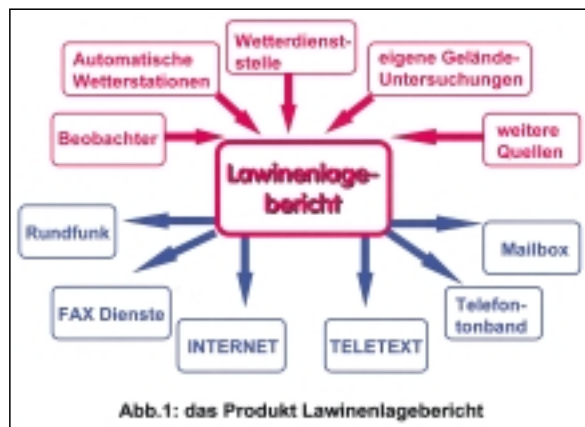 Automatische
Wetterstationen
Wetterdienst-
stelle
eigene Gelände-
Untersuchungen
Beobachter
weitere
Quellen
Lawinenlage-
bericht
Rundfunk
Mailbox
FAX Dienste
INTERNET
TELETEXT
Telefon-
tonband
Abb.1: das Produkt Lawinenlagebericht